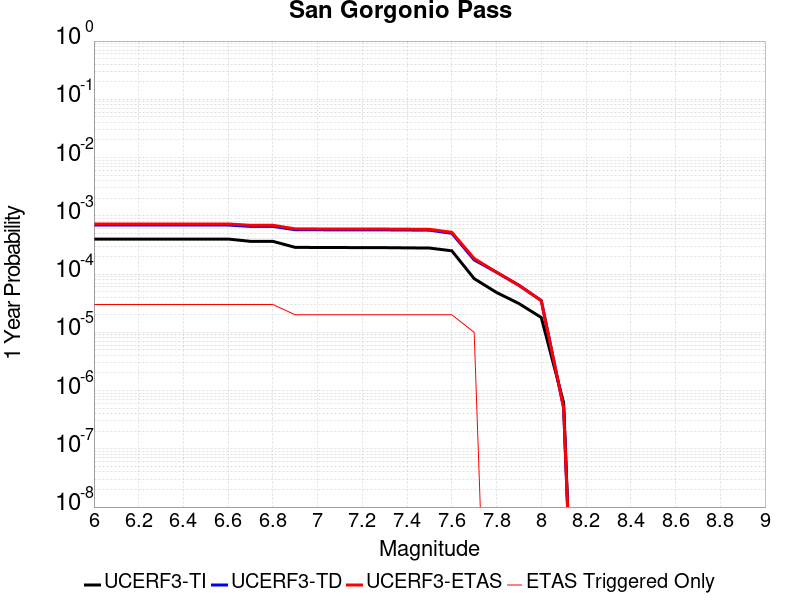 San Gorgonio Pass
1 Year Probability
10^0
10^-1
10^-2
10^-3
10^-4
10^-5
10^-6
10^-7
10^-8
6 6.2 6.4 6.6 6.8 7 7.2 7.4 7.6 7.8 8 8.2 8.4 8.6 8.8 9
Magnitude
UCERF3-TI UCERF3-TD UCERF3-ETAS ETAS Triggered Only